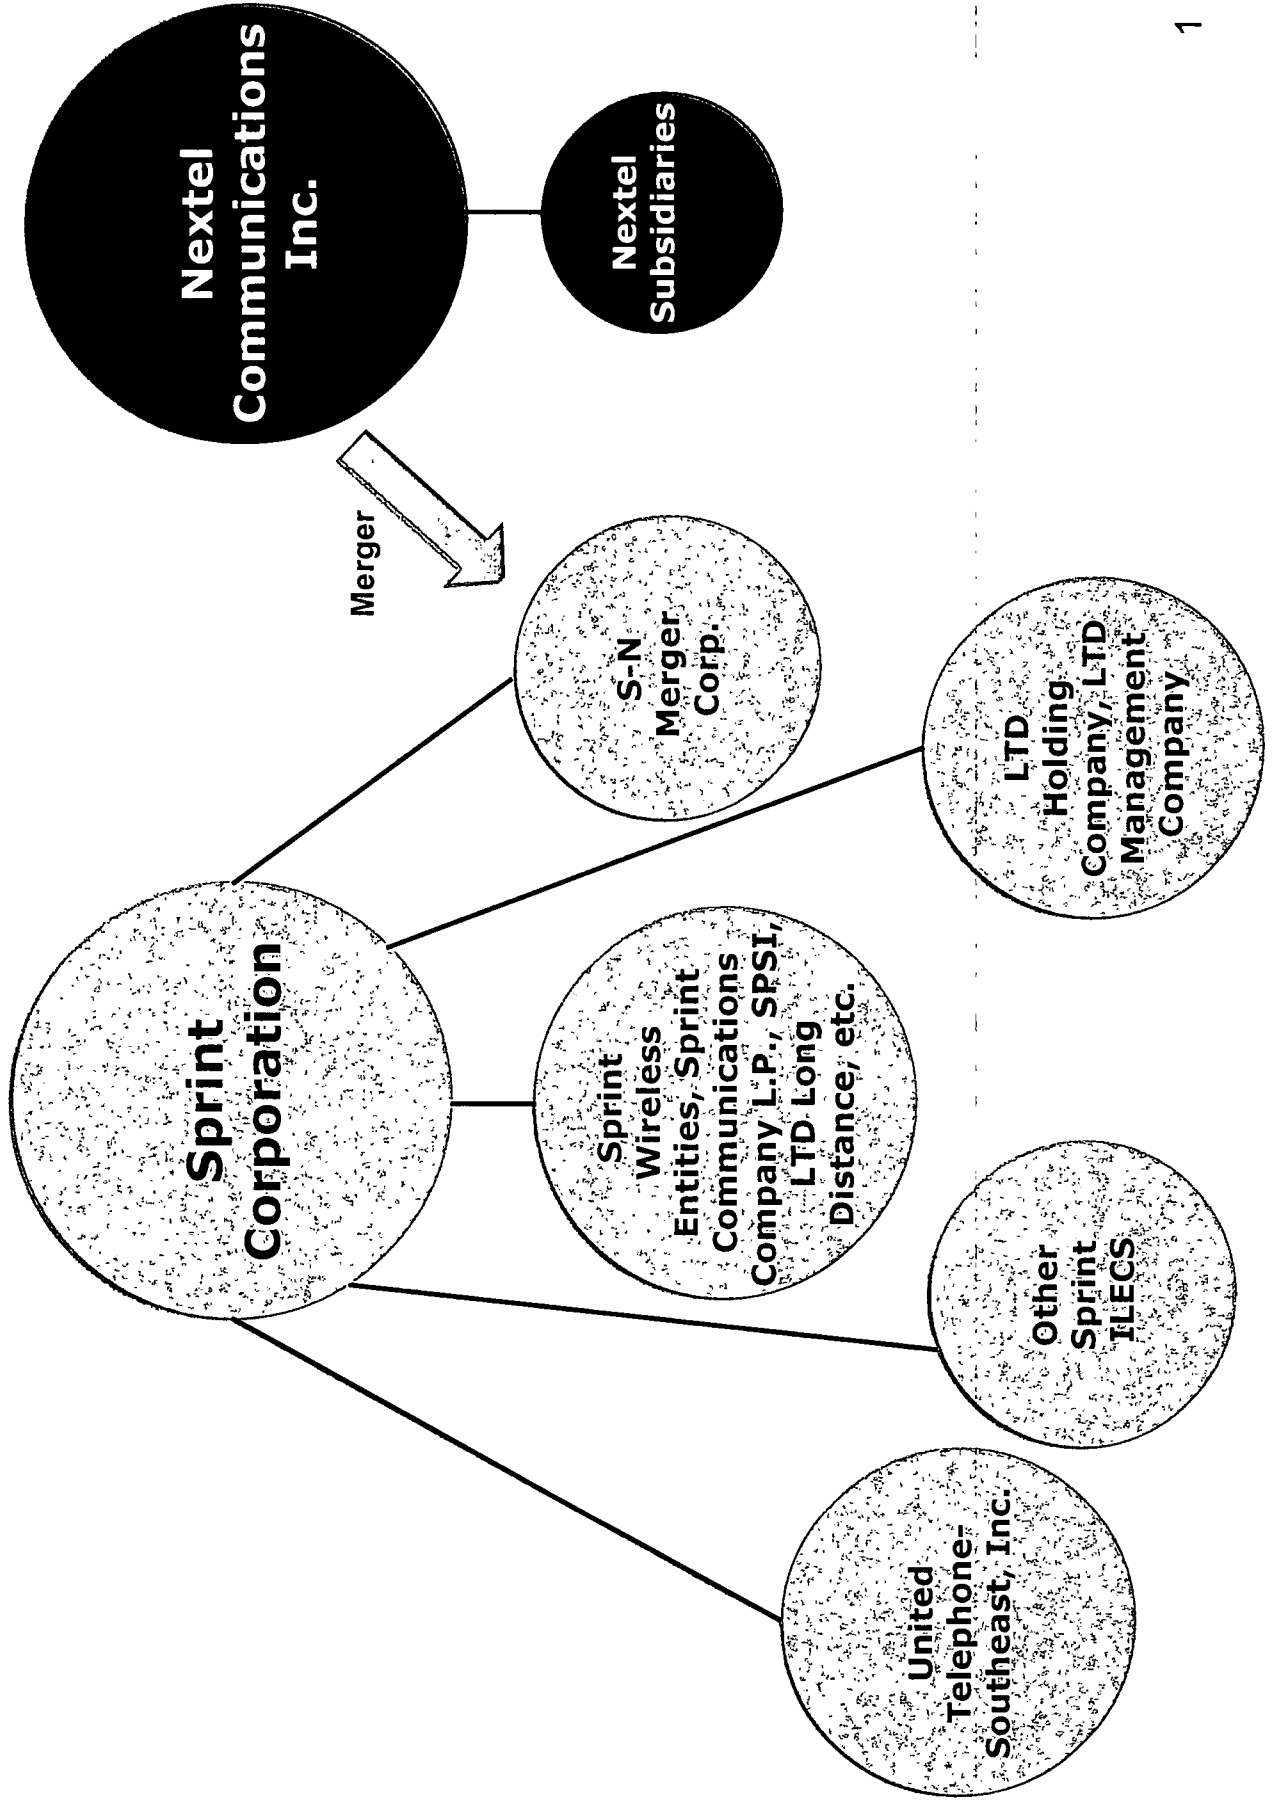 Sprint
Corporation
Nextel
Communications
Inc.
Merger
United
Telephone-
Southeast, Inc.
Other
Sprint
ILECS
Sprint
Wireless
Entities, Sprint
Communications
Company L.P., SPSI,
LTD Long
Distance, etc.
LTD
Holding
Company, LTD
Management
Company
S-N
Merger
Corp.
Nextel
Subsidiaries
1